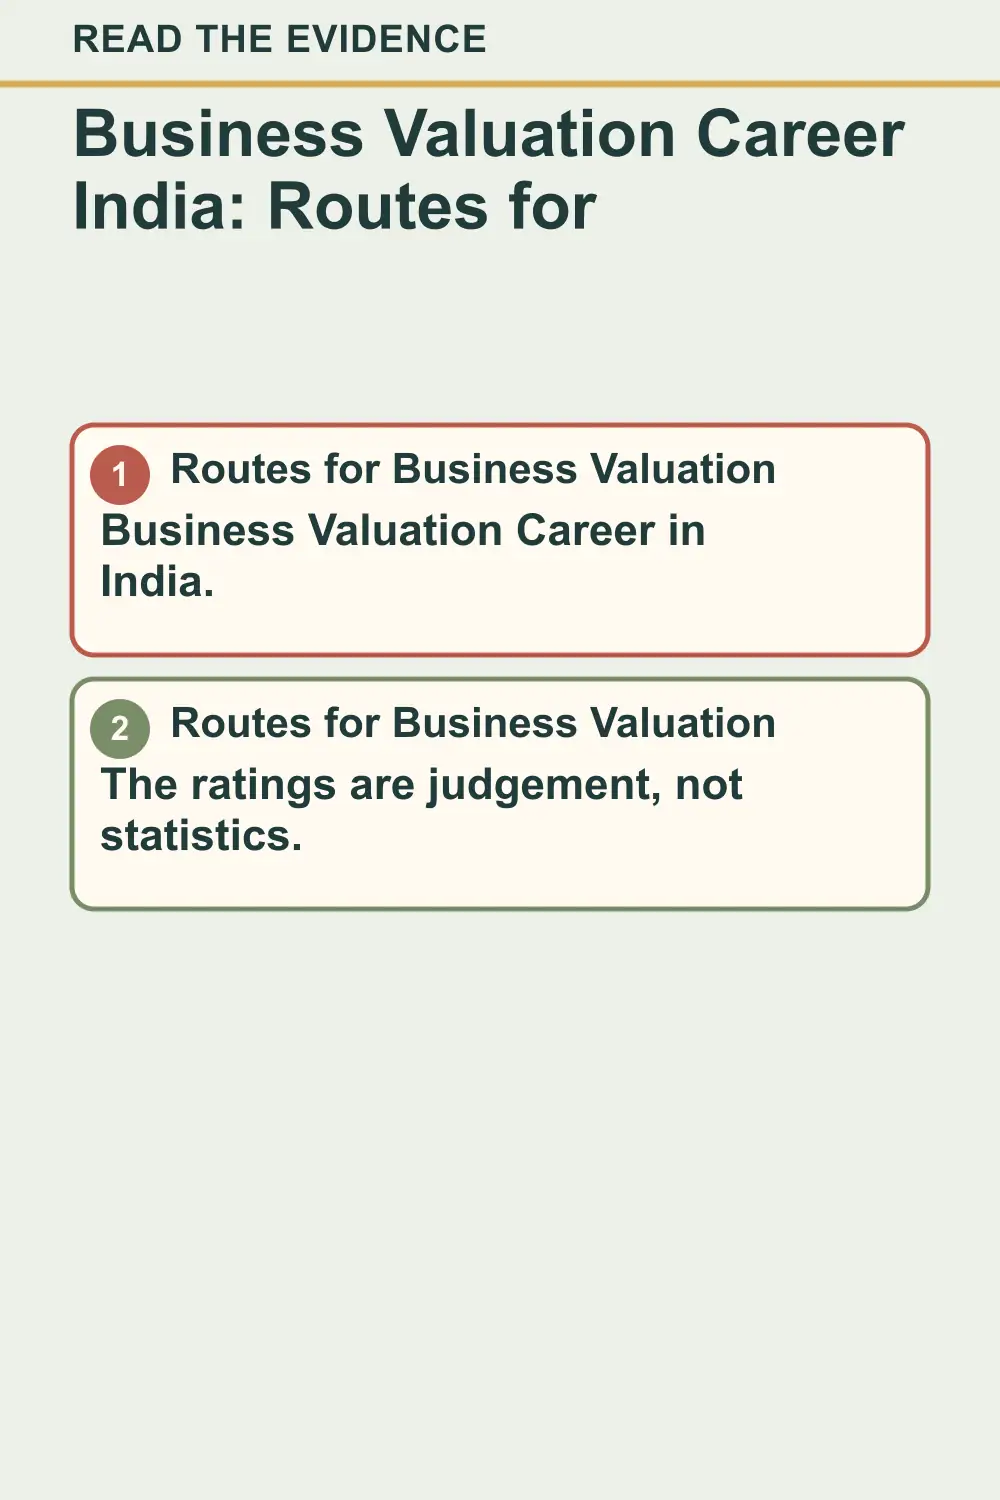 READ THE EVIDENCE
Business Valuation Career
India: Routes for
1 Routes for Business Valuation
Business Valuation Career in
India.
2 Routes for Business Valuation
The ratings are judgement, not
statistics.